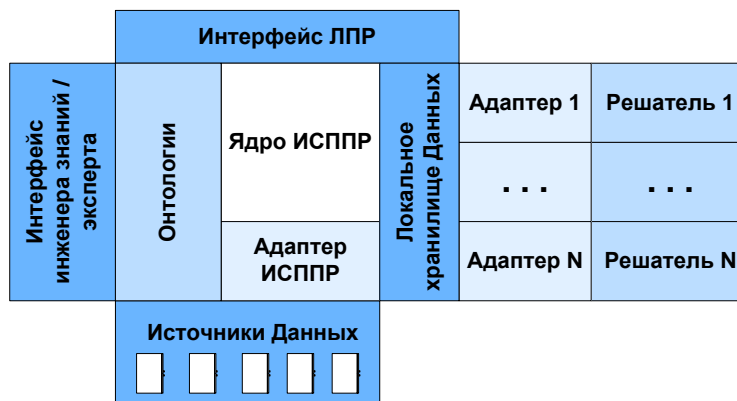 Интерфейс ЛПР
Интерфейс
инженера знаний /
эксперта
Онтологии
Ядро ИСППР
Адаптер
ИСППР
Локальное
хранилище Данных
Адаптер 1
Решатель 1
. . .
. . .
Адаптер N
Решатель N
Источники Данных